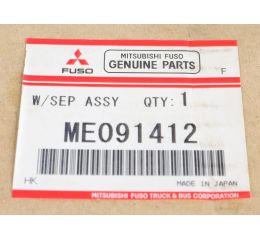 FUSO
MITSUBISHI FUSO
GENUINE PARTS
F
W/SEP ASSY QTY: 1
ME091412
HK
MADE IN JAPAN
MITSUBISHI FUSO TRUCK & BUS CORPORATION